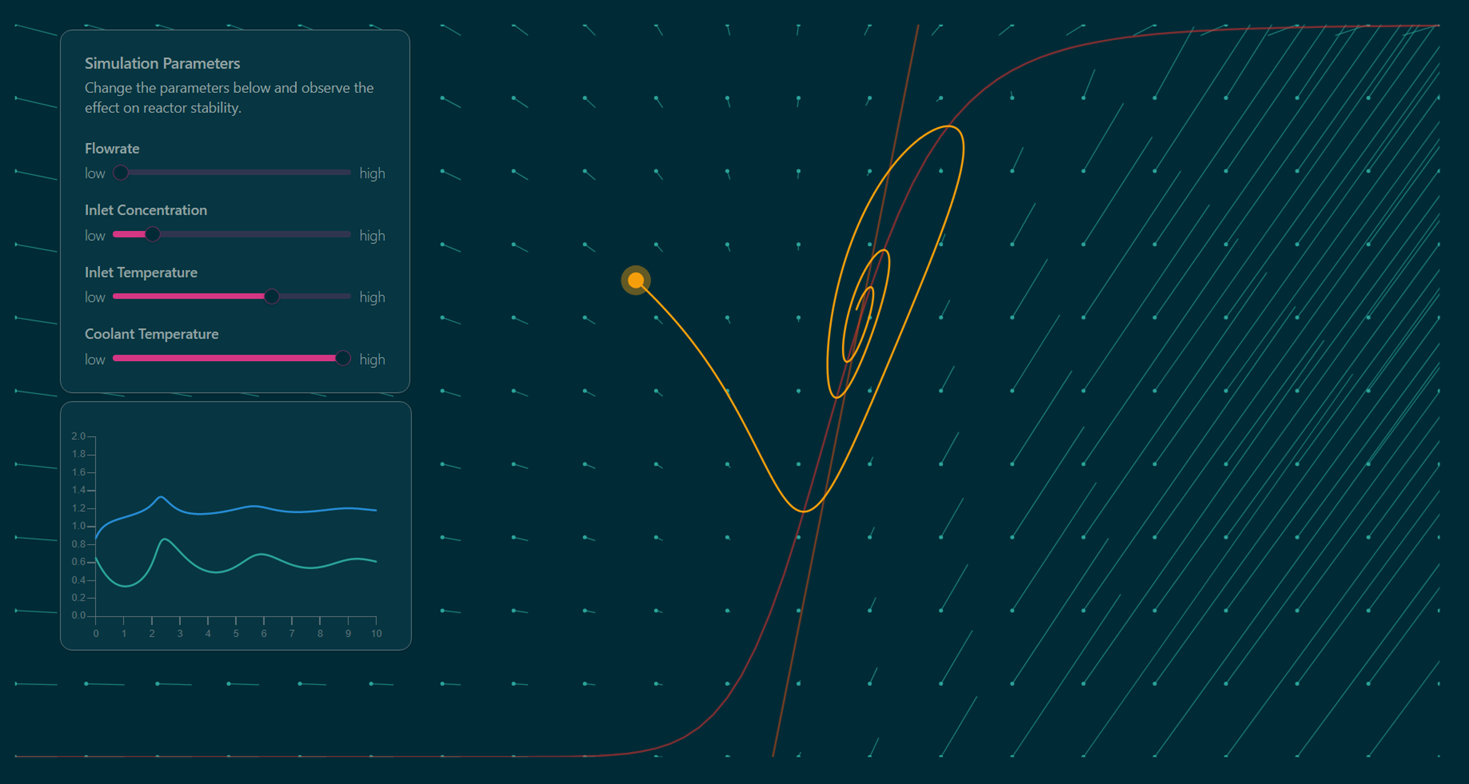 Simulation Parameters
Change the parameters below and observe the
effect on reactor stability.
Flowrate
low high
Inlet Concentration
low high
Inlet Temperature
low high
Coolant Temperature
low high
2.0
1.8
1.6
1.4
1.2
1.0
0.8
0.6
0.4
0.2
0.0
0 1 2 3 4 5 6 7 8 9 10